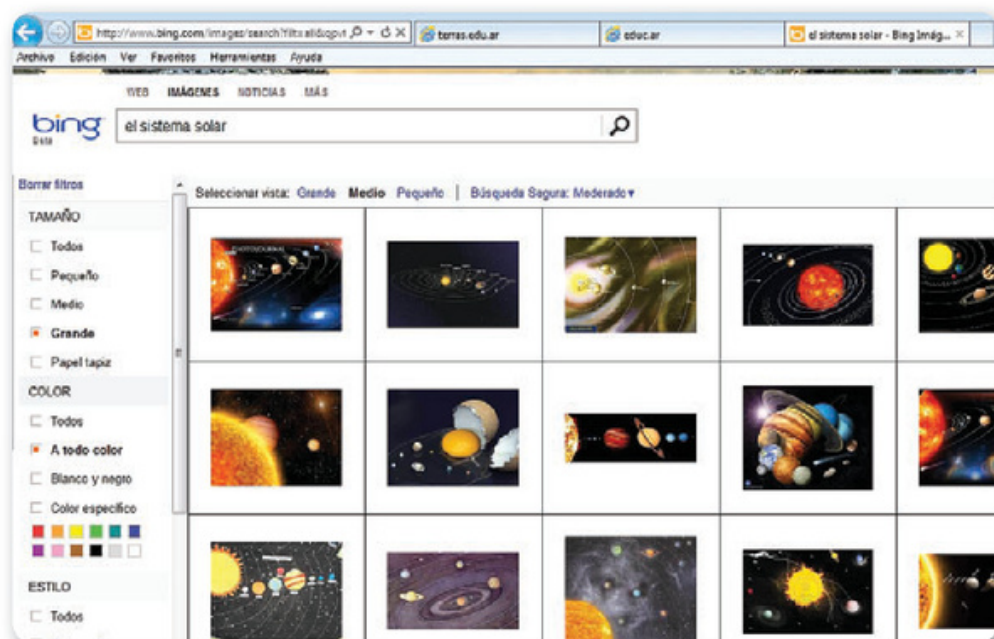 http://www.bing.com/images/search?
terras.edu.ar
educ.ar
el sistema solar - Bing Imág...
Archivo Edición Ver Favoritos Herramientas Ayuda
WEB IMÁGENES NOTICIAS MÁS
bing
Beta
el sistema solar
Borrar filtros
Seleccionar vista: Grande Medio Pequeño | Búsqueda Segura: Moderado
TAMAÑO
Todos
Pequeño
Medio
Grande
Papel tapiz
COLOR
Todos
A todo color
Blanco y negro
Color específico
ESTILO
Todos